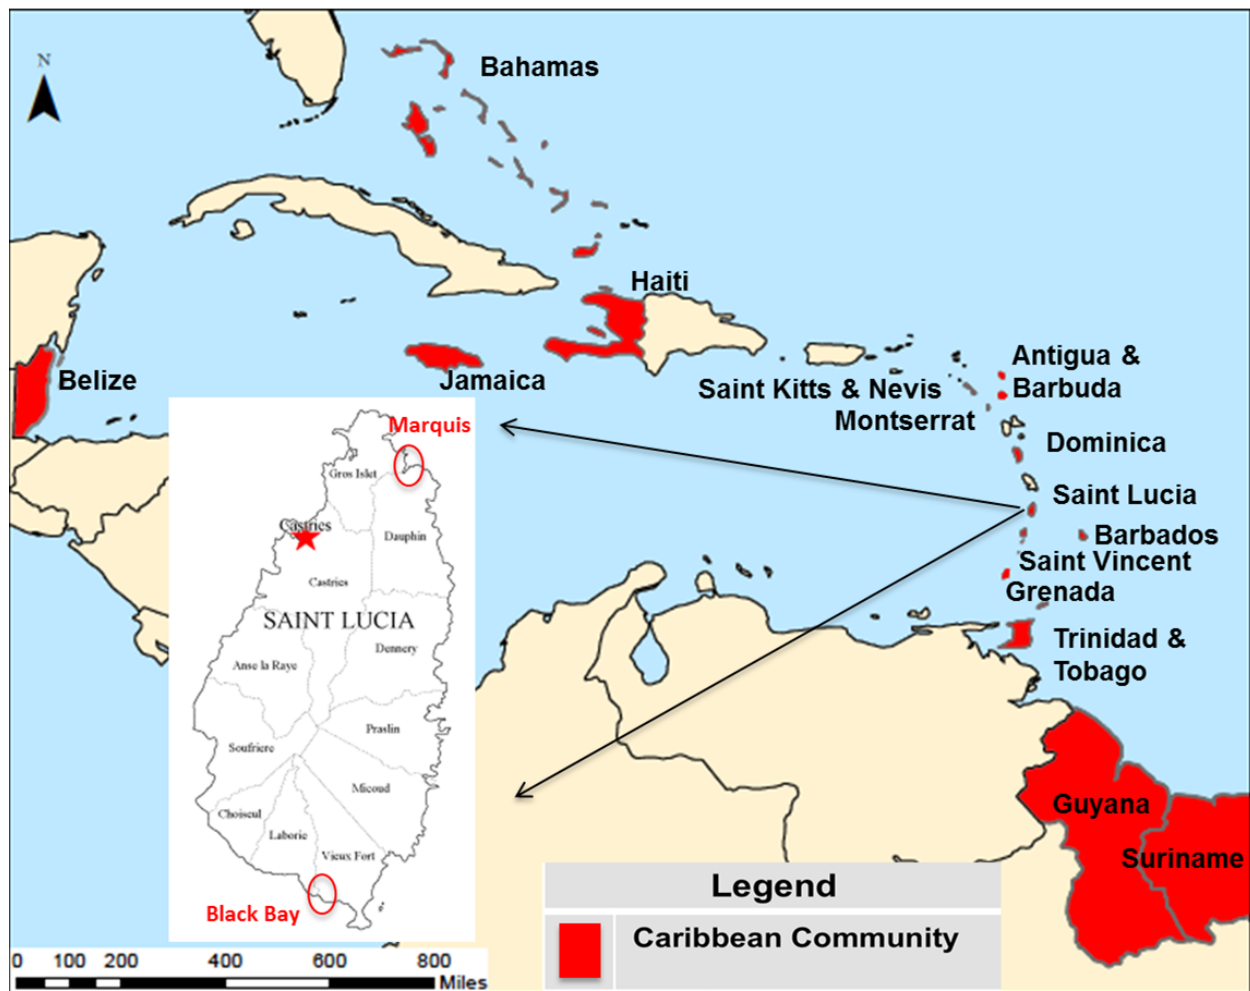 N
Bahamas
Haiti
Belize
Jamaica
Antigua &
Barbuda
Saint Kitts & Nevis
Montserrat
Dominica
Saint Lucia
Barbados
Saint Vincent
Grenada
Trinidad &
Tobago
Guyana
Suriname
Marquis
Gros Islet
Castries
Dauphin
Castries
SAINT LUCIA
Dennery
Anse la Raye
Praslin
Soufriere
Micoud
Choiseul
Laborie
Vieux Fort
Black Bay
Legend
Caribbean Community
0 100 200 400 600 800
Miles